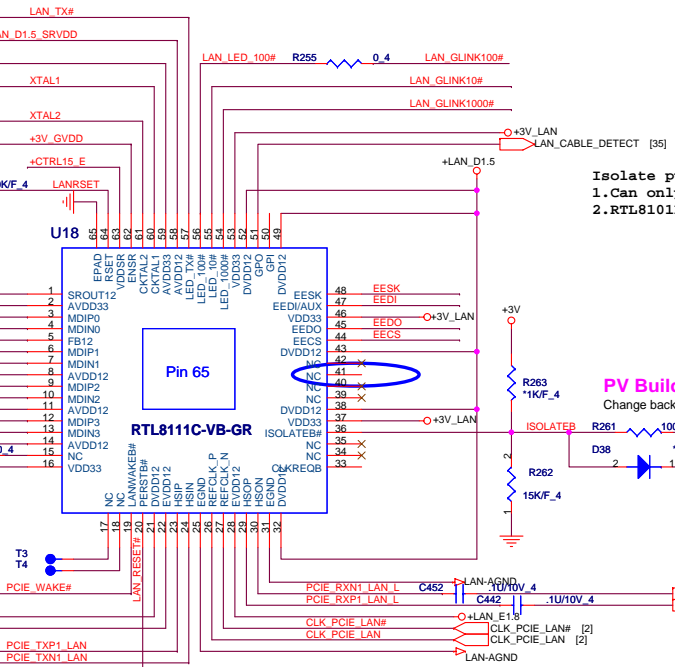 LAN_TX#
N_D1.5_SRVDD
LAN_LED_100# R255 0_4 LAN_GLINK100#
XTAL1
LAN_GLINK10#
LAN_GLINK1000#
XTAL2
+3V_GVDD
+3V_LAN
LAN_CABLE_DETECT [35]
+CTRL15_E
+LAN_D1.5
K/F_4 LANRSET
Isolate p
1.Can onl
2.RTL8101
U18
65 64 63 62 61 60 59 58 57 56 55 54 53 52 51 50 49
EPAD RSET VDDSR ENSR CKTAL2 CKTAL1 AVDD33 AVDD12 LED_TX# LED_100# LED_10# LED_1000# VDD33 DVDD12 GPO GPI DVDD12
1 SROUT12
2 AVDD33
3 MDIP0
4 MDIN0
5 FB12
6 MDIP1
7 MDIN1
8 AVDD12
9 MDIP2
10 MDIN2
11 AVDD12
12 MDIP3
13 MDIN3
14 AVDD12
15 NC
16 VDD33
0_4
Pin 65
RTL8111C-VB-GR
EESK 48 EESK
EEDI/AUX 47 EEDI
VDD33 46 +3V_LAN
EEDO 45 EEDO
EECS 44 EECS
DVDD12 43
NC 42
NC 41
NC 40
NC 39
DVDD12 38
VDD33 37 +3V_LAN
ISOLATEB# 36
NC 35
NC 34
CLKREQB 33
+3V
R263
*1K/F_4
PV Build
Change back
ISOLATEB R261 100
D38
2 1
2
R262
15K/F_4
1
NC NC LANWAKEB# PERSTB# DVDD12 EVDD12 HSIP HSIN EGND REFCLK_P REFCLK_N EVDD12 HSOP HSON EGND DVDD12
17 18 19 20 21 22 23 24 25 26 27 28 29 30 31 32
T3
T4
LAN_RESET#
PCIE_WAKE#
LAN-AGND
PCIE_RXN1_LAN_L C452 .1U/10V_4
PCIE_RXP1_LAN_L C442 .1U/10V_4
+LAN_E1.8
CLK_PCIE_LAN# CLK_PCIE_LAN# [2]
CLK_PCIE_LAN CLK_PCIE_LAN [2]
PCIE_TXP1_LAN
PCIE_TXN1_LAN
LAN-AGND